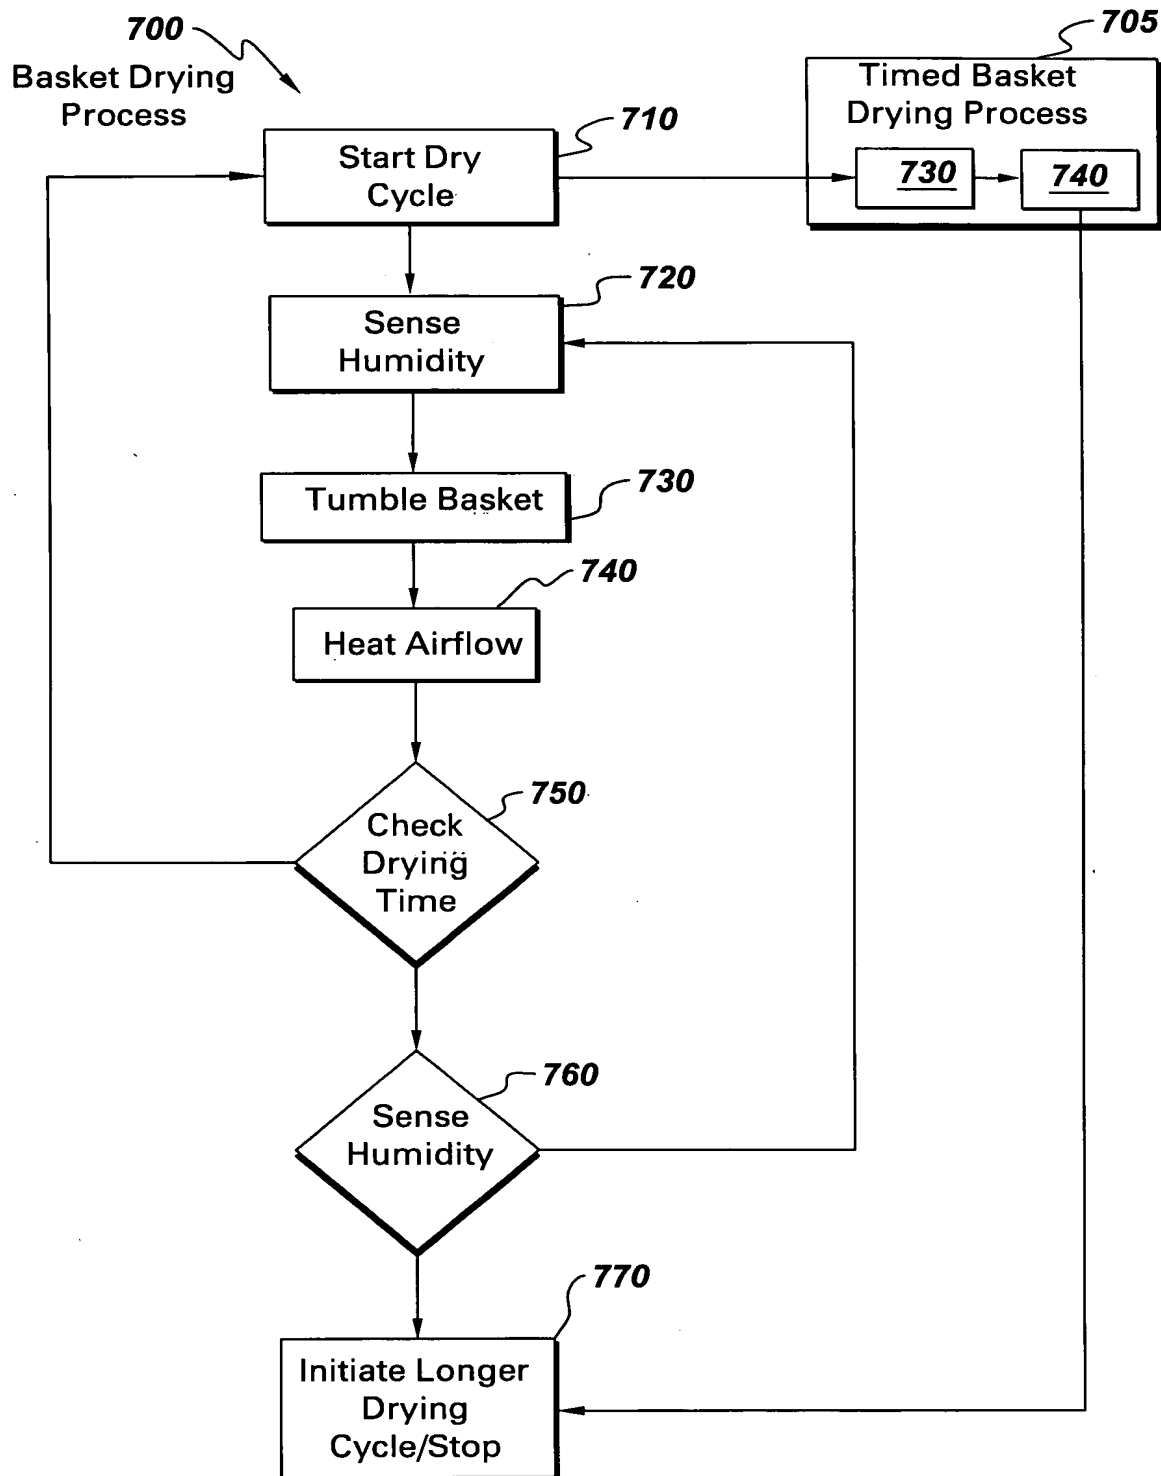 700
Basket Drying
Process
705
Timed Basket
Drying Process
730
740
710
Start Dry
Cycle
720
Sense
Humidity
730
Tumble Basket
740
Heat Airflow
750
Check
Drying
Time
760
Sense
Humidity
770
Initiate Longer
Drying
Cycle/Stop